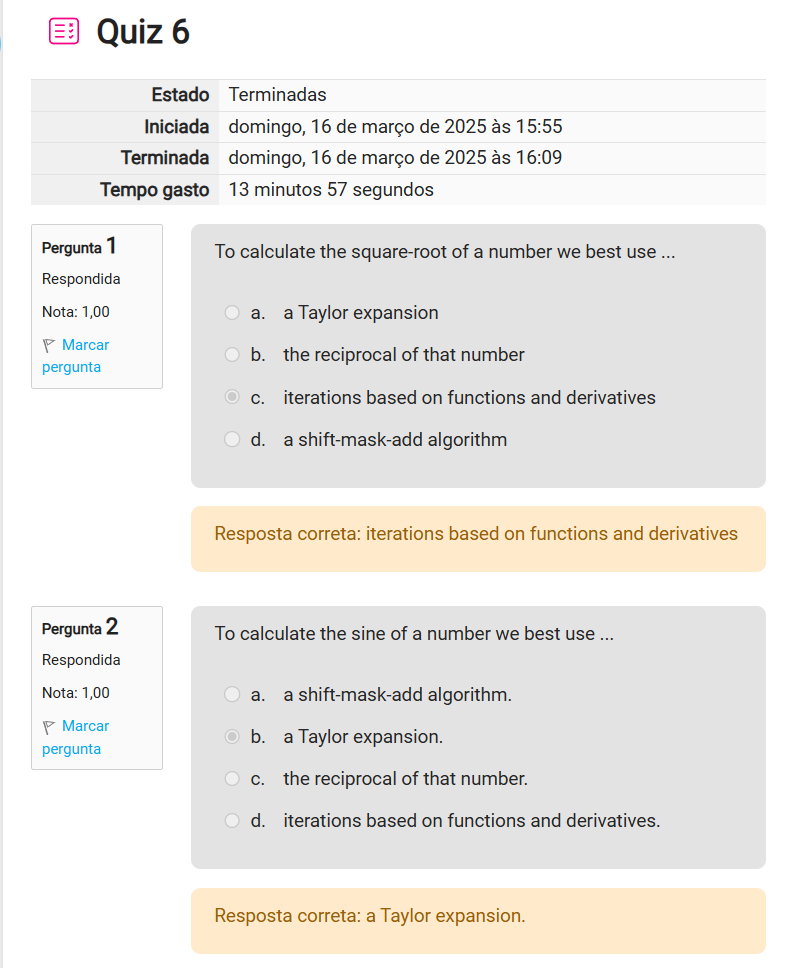 Quiz 6
Estado Terminadas
Iniciada domingo, 16 de março de 2025 às 15:55
Terminada domingo, 16 de março de 2025 às 16:09
Tempo gasto 13 minutos 57 segundos
Pergunta 1
Respondida
Nota: 1,00
Marcar
pergunta
To calculate the square-root of a number we best use ...
a. a Taylor expansion
b. the reciprocal of that number
c. iterations based on functions and derivatives
d. a shift-mask-add algorithm
Resposta correta: iterations based on functions and derivatives
Pergunta 2
Respondida
Nota: 1,00
Marcar
pergunta
To calculate the sine of a number we best use ...
a. a shift-mask-add algorithm.
b. a Taylor expansion.
c. the reciprocal of that number.
d. iterations based on functions and derivatives.
Resposta correta: a Taylor expansion.